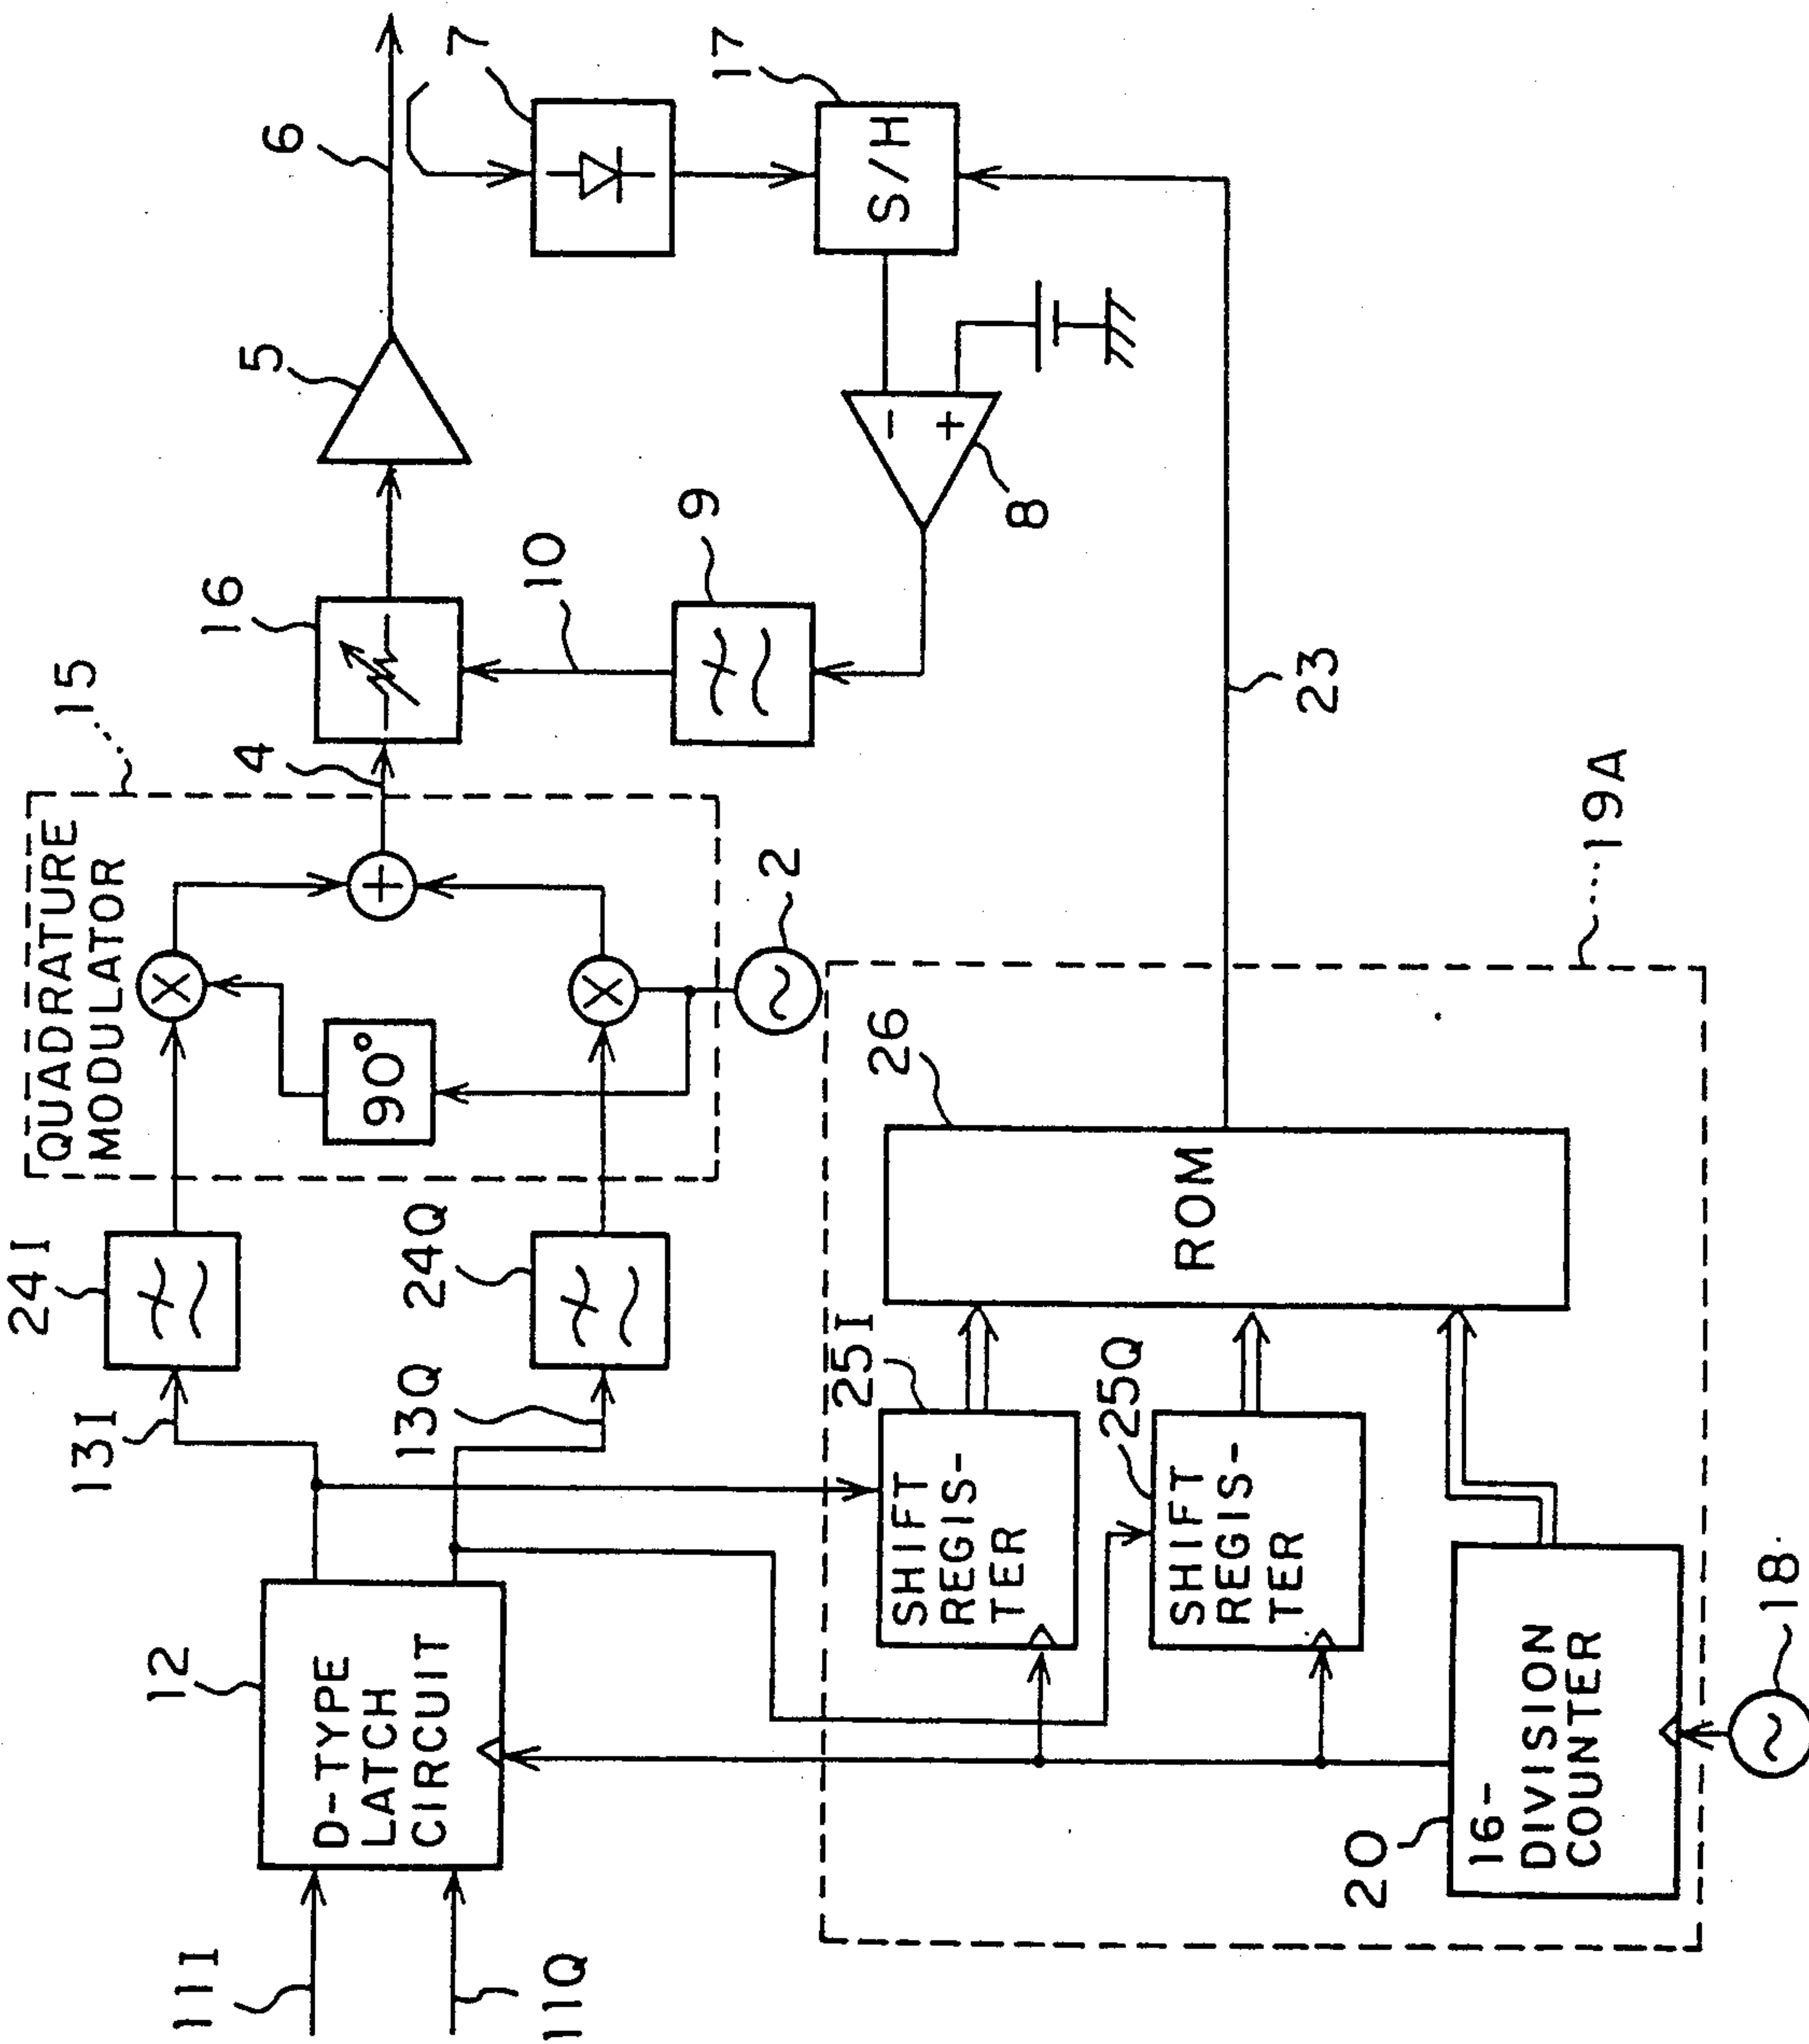 11I
11Q
12
D-TYPE
LATCH
CIRCUIT
13I
13Q
24I
24Q
15
QUADRATURE
MODULATOR
90°
×
×
+
2
~
4
16
5
6
7
17
S/H
-
+
8
9
10
23
19A
25I
SHIFT
REGIS-
TER
25Q
SHIFT
REGIS-
TER
26
ROM
20
16-
DIVISION
COUNTER
18
~